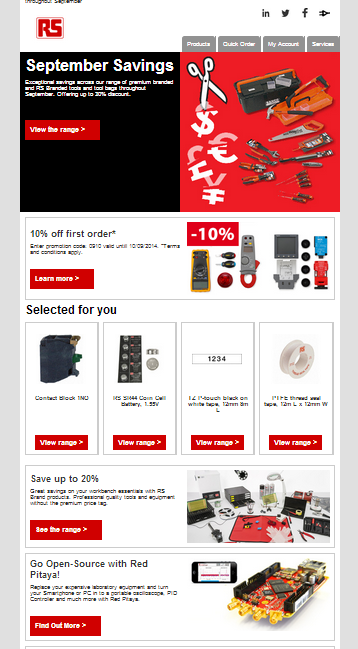 throughout September
RS
Products
Quick Order
My Account
Services
September Savings
Exceptional savings across our range of premium branded
and RS Branded tools and tool bags throughout
September. Offering up to 30% discount.
View the range >
10% off first order*
Enter promotion code: 0910 valid until 10/09/2014. *Terms
and conditions apply.
Learn more >
-10%
Selected for you
Contact Block 1NO
RS SR44 Coin Cell
Battery, 1.55V
1234
TZ P-touch black on
white tape, 12mm 8m
L
PTFE thread seal
tape, 12m L x 12mm W
View range >
View range >
View range >
View range >
Save up to 20%
Great savings on your workbench essentials with RS
Brand products. Professional quality tools and equipment
without the premium price tag.
See the range >
Go Open-Source with Red
Pitaya!
Replace your expensive laboratory equipment and turn
your Smartphone or PC in to a portable oscilloscope, PID
Controller and much more with Red Pitaya.
Find Out More >